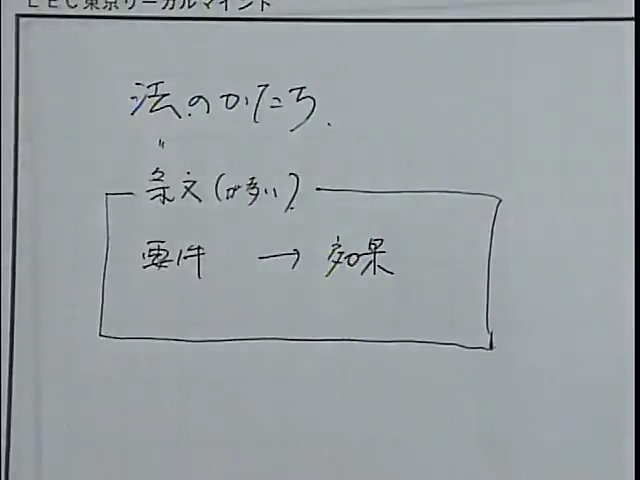 LEC東京リーガルマインド
法のかたち.
〃
条文(が多い)
要件 → 効果